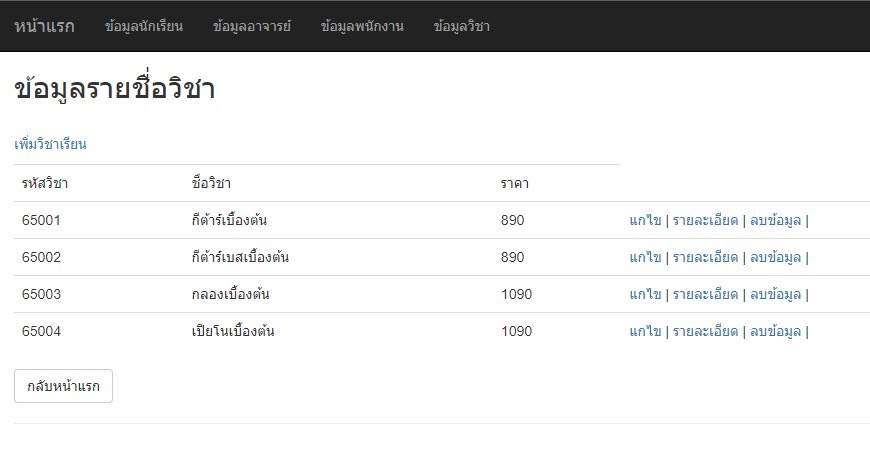 หน้าแรก ข้อมูลนักเรียน ข้อมูลอาจารย์ ข้อมูลพนักงาน ข้อมูลวิชา
ข้อมูลรายชื่อวิชา
เพิ่มวิชาเรียน
รหัสวิชา ชื่อวิชา ราคา
65001 กีต้าร์เบื้องต้น 890 แก้ไข | รายละเอียด | ลบข้อมูล |
65002 กีต้าร์เบสเบื้องต้น 890 แก้ไข | รายละเอียด | ลบข้อมูล |
65003 กลองเบื้องต้น 1090 แก้ไข | รายละเอียด | ลบข้อมูล |
65004 เปียโนเบื้องต้น 1090 แก้ไข | รายละเอียด | ลบข้อมูล |
กลับหน้าแรก